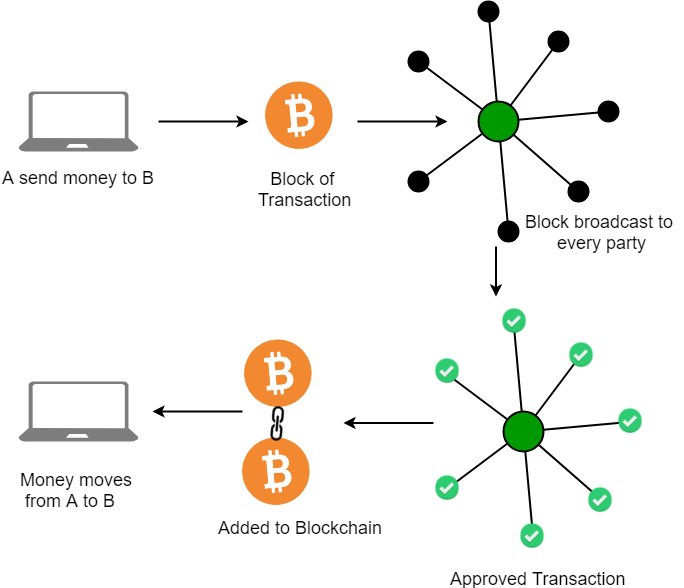 A send money to B
Block of
Transaction
Block broadcast to
every party
Money moves
from A to B
Added to Blockchain
Approved Transaction